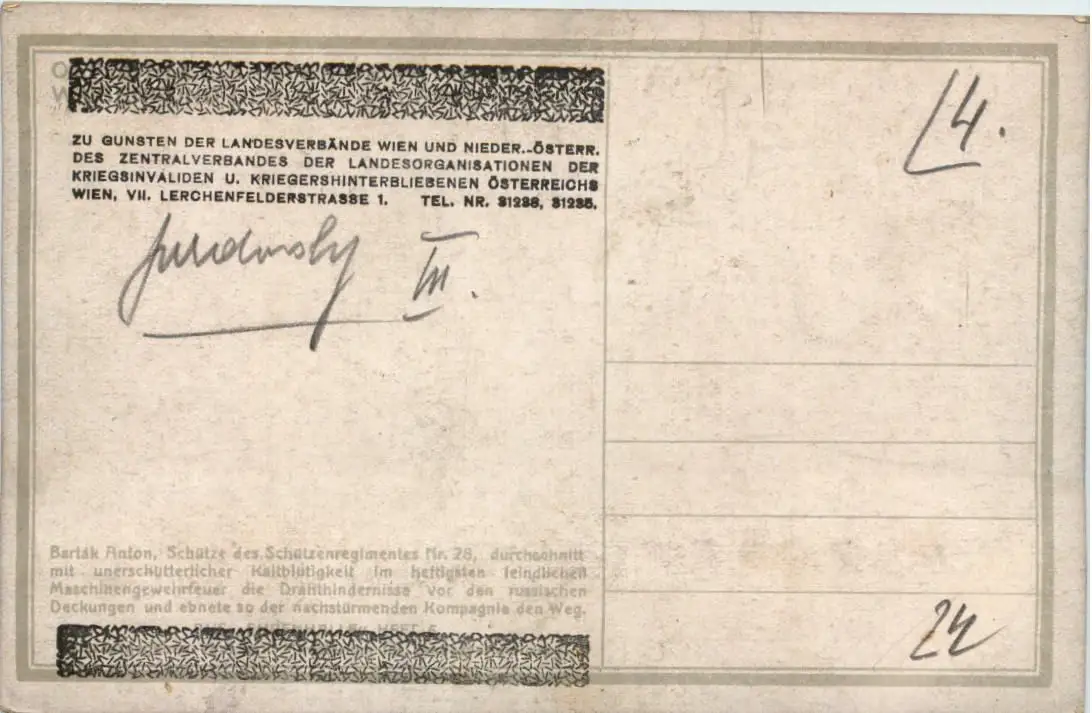 ZU GUNSTEN DER LANDESVERBÄNDE WIEN UND NIEDER.-ÖSTERR.
DES ZENTRALVERBANDES DER LANDESORGANISATIONEN DER
KRIEGSINVALIDEN U. KRIEGERSHINTERBLIEBENEN ÖSTERREICHS
WIEN, VII. LERCHENFELDERSTRASSE 1. TEL. NR. 31238, 31235.
III.
Barták Anton, Schütze des Schützenregimentes Nr. 28, durchschnitt
mit unerschütterlicher Kaltblütigkeit im heftigsten feindlichen
Maschinengewehrfeuer die Drahthindernisse vor den russischen
Deckungen und ebnete so der nachstürmenden Kompagnie den Weg.
HEFT
4.
24